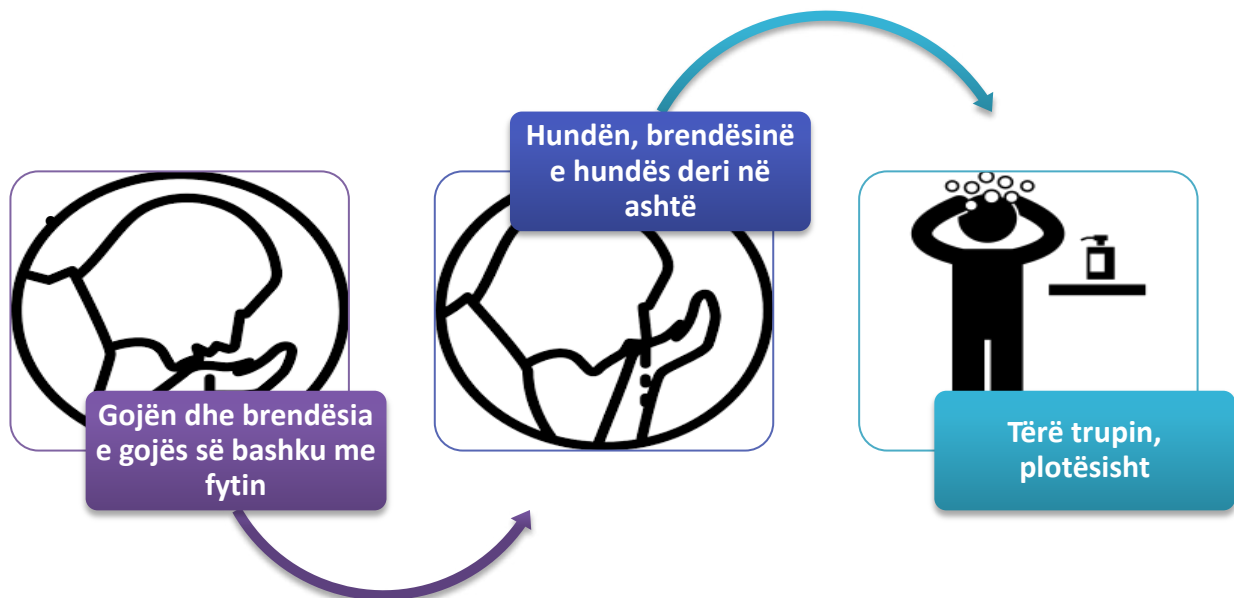 Gojën dhe brendësia
e gojës së bashku me
fytin
Hundën, brendësinë
e hundës deri në
ashtë
Tërë trupin,
plotësisht